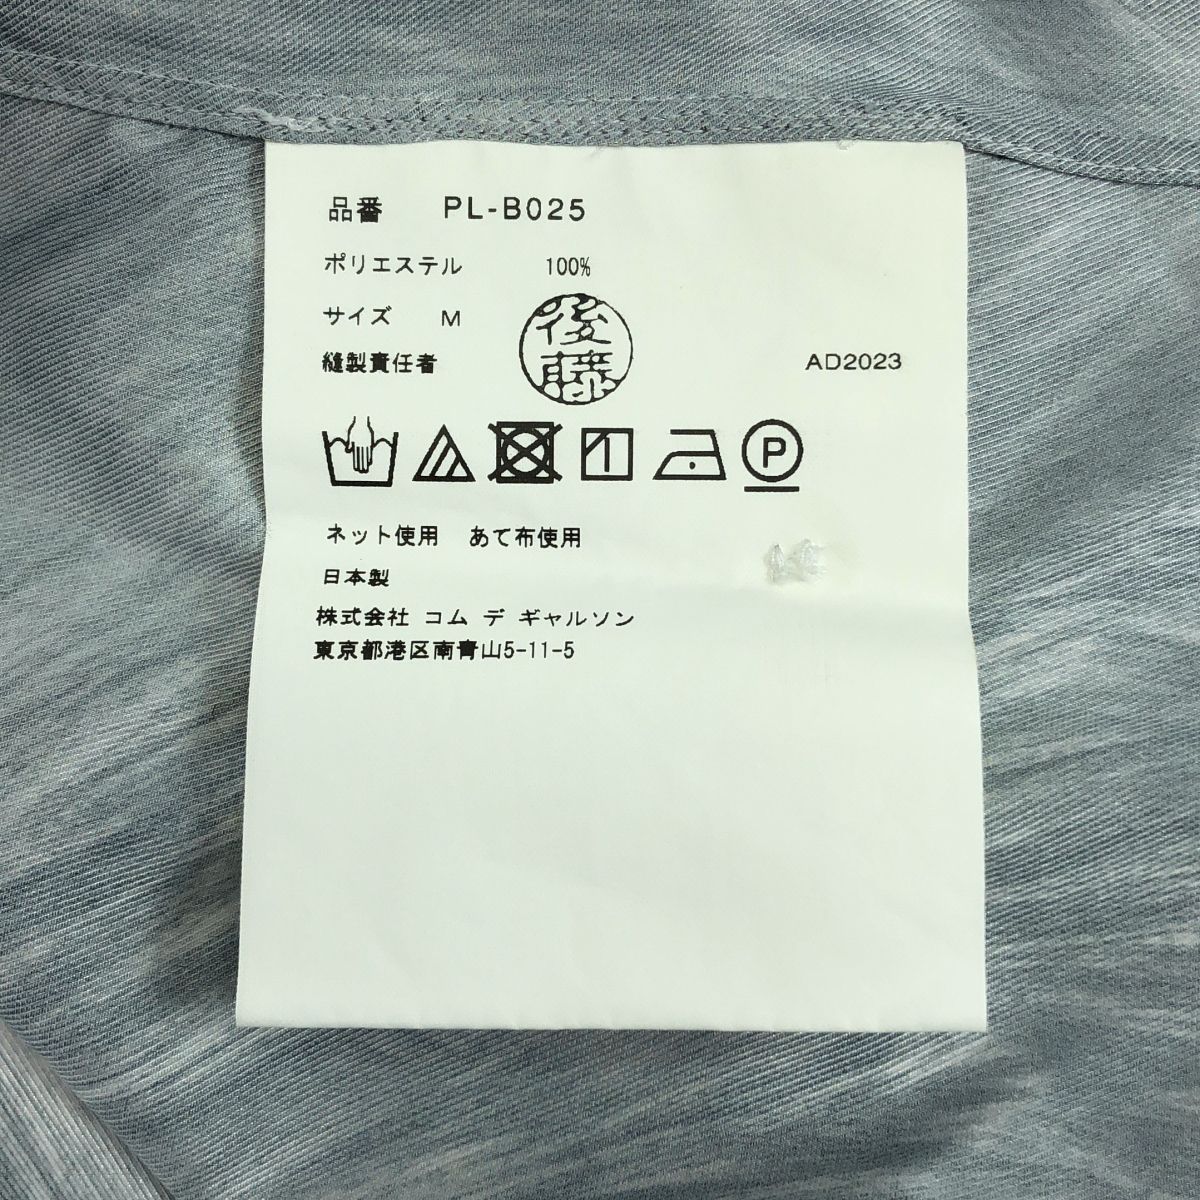 品番 PL-B025
ポリエステル 100%
サイズ M
後藤
縫製責任者 AD2023
P
ネット使用 あて布使用
日本製
株式会社 コム デ ギャルソン
東京都港区南青山5-11-5